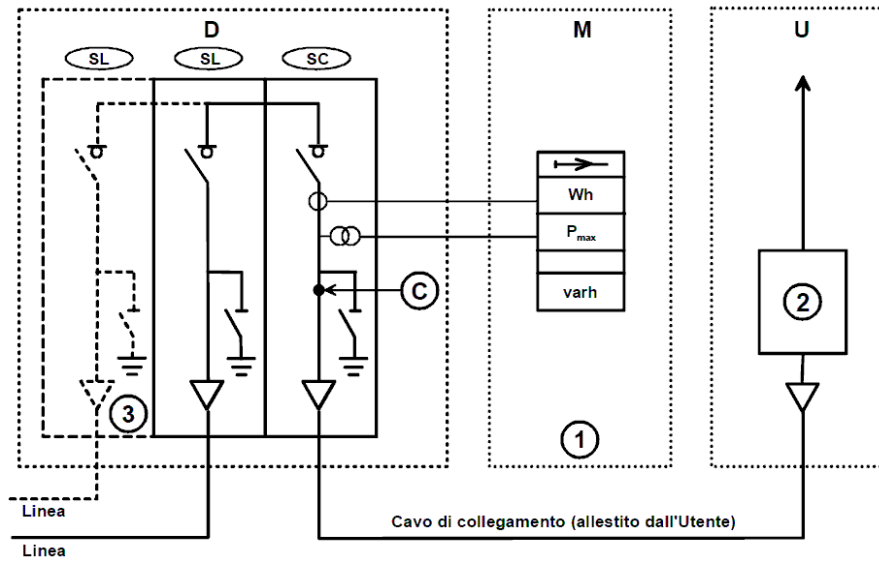 D
M
U
SL
SL
SC
Wh
Pmax
varh
C
2
3
1
Linea
Linea
Cavo di collegamento (allestito dall'Utente)